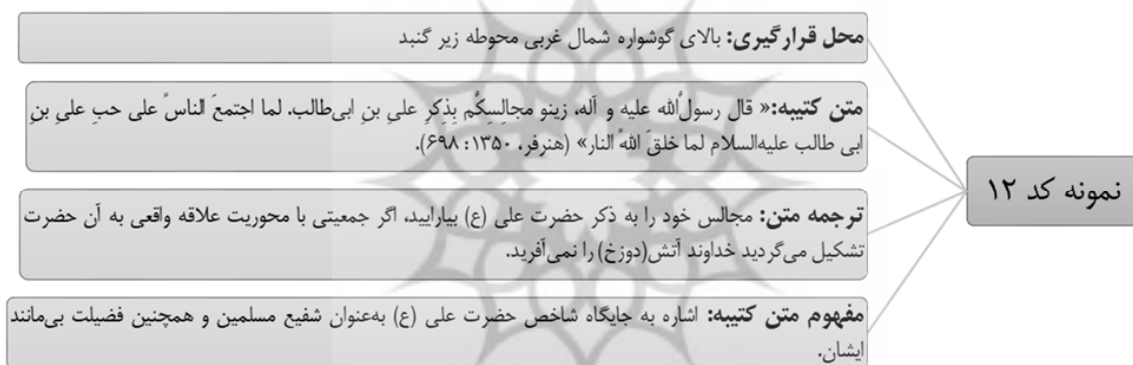 محل قرارگیری: بالای گوشواره شمال غربی محوطه زیر گنبد
متن کتیبه:« قال رسولُ‌الله علیه و آله، زینو مجالِسِکُم بِذِکرِ علیِ بنِ ابی‌طالب. لما اجتمعَ الناسُ علی حبِ علیِ بنِ
ابی طالب علیه‌السلام لما خلقَ اللهُ النار» (هنرفر، ۱۳۵۰: ۶۹۸).
نمونه کد ۱۲
ترجمه متن: مجالس خود را به ذکر حضرت علی (ع) بیارایید، اگر جمعیتی با محوریت علاقه واقعی به آن حضرت
تشکیل می‌گردید خداوند آتش(دوزخ) را نمی‌آفرید.
مفهوم متن کتیبه: اشاره به جایگاه شاخص حضرت علی (ع) به‌عنوان شفیع مسلمین و همچنین فضیلت بی‌مانند
ایشان.